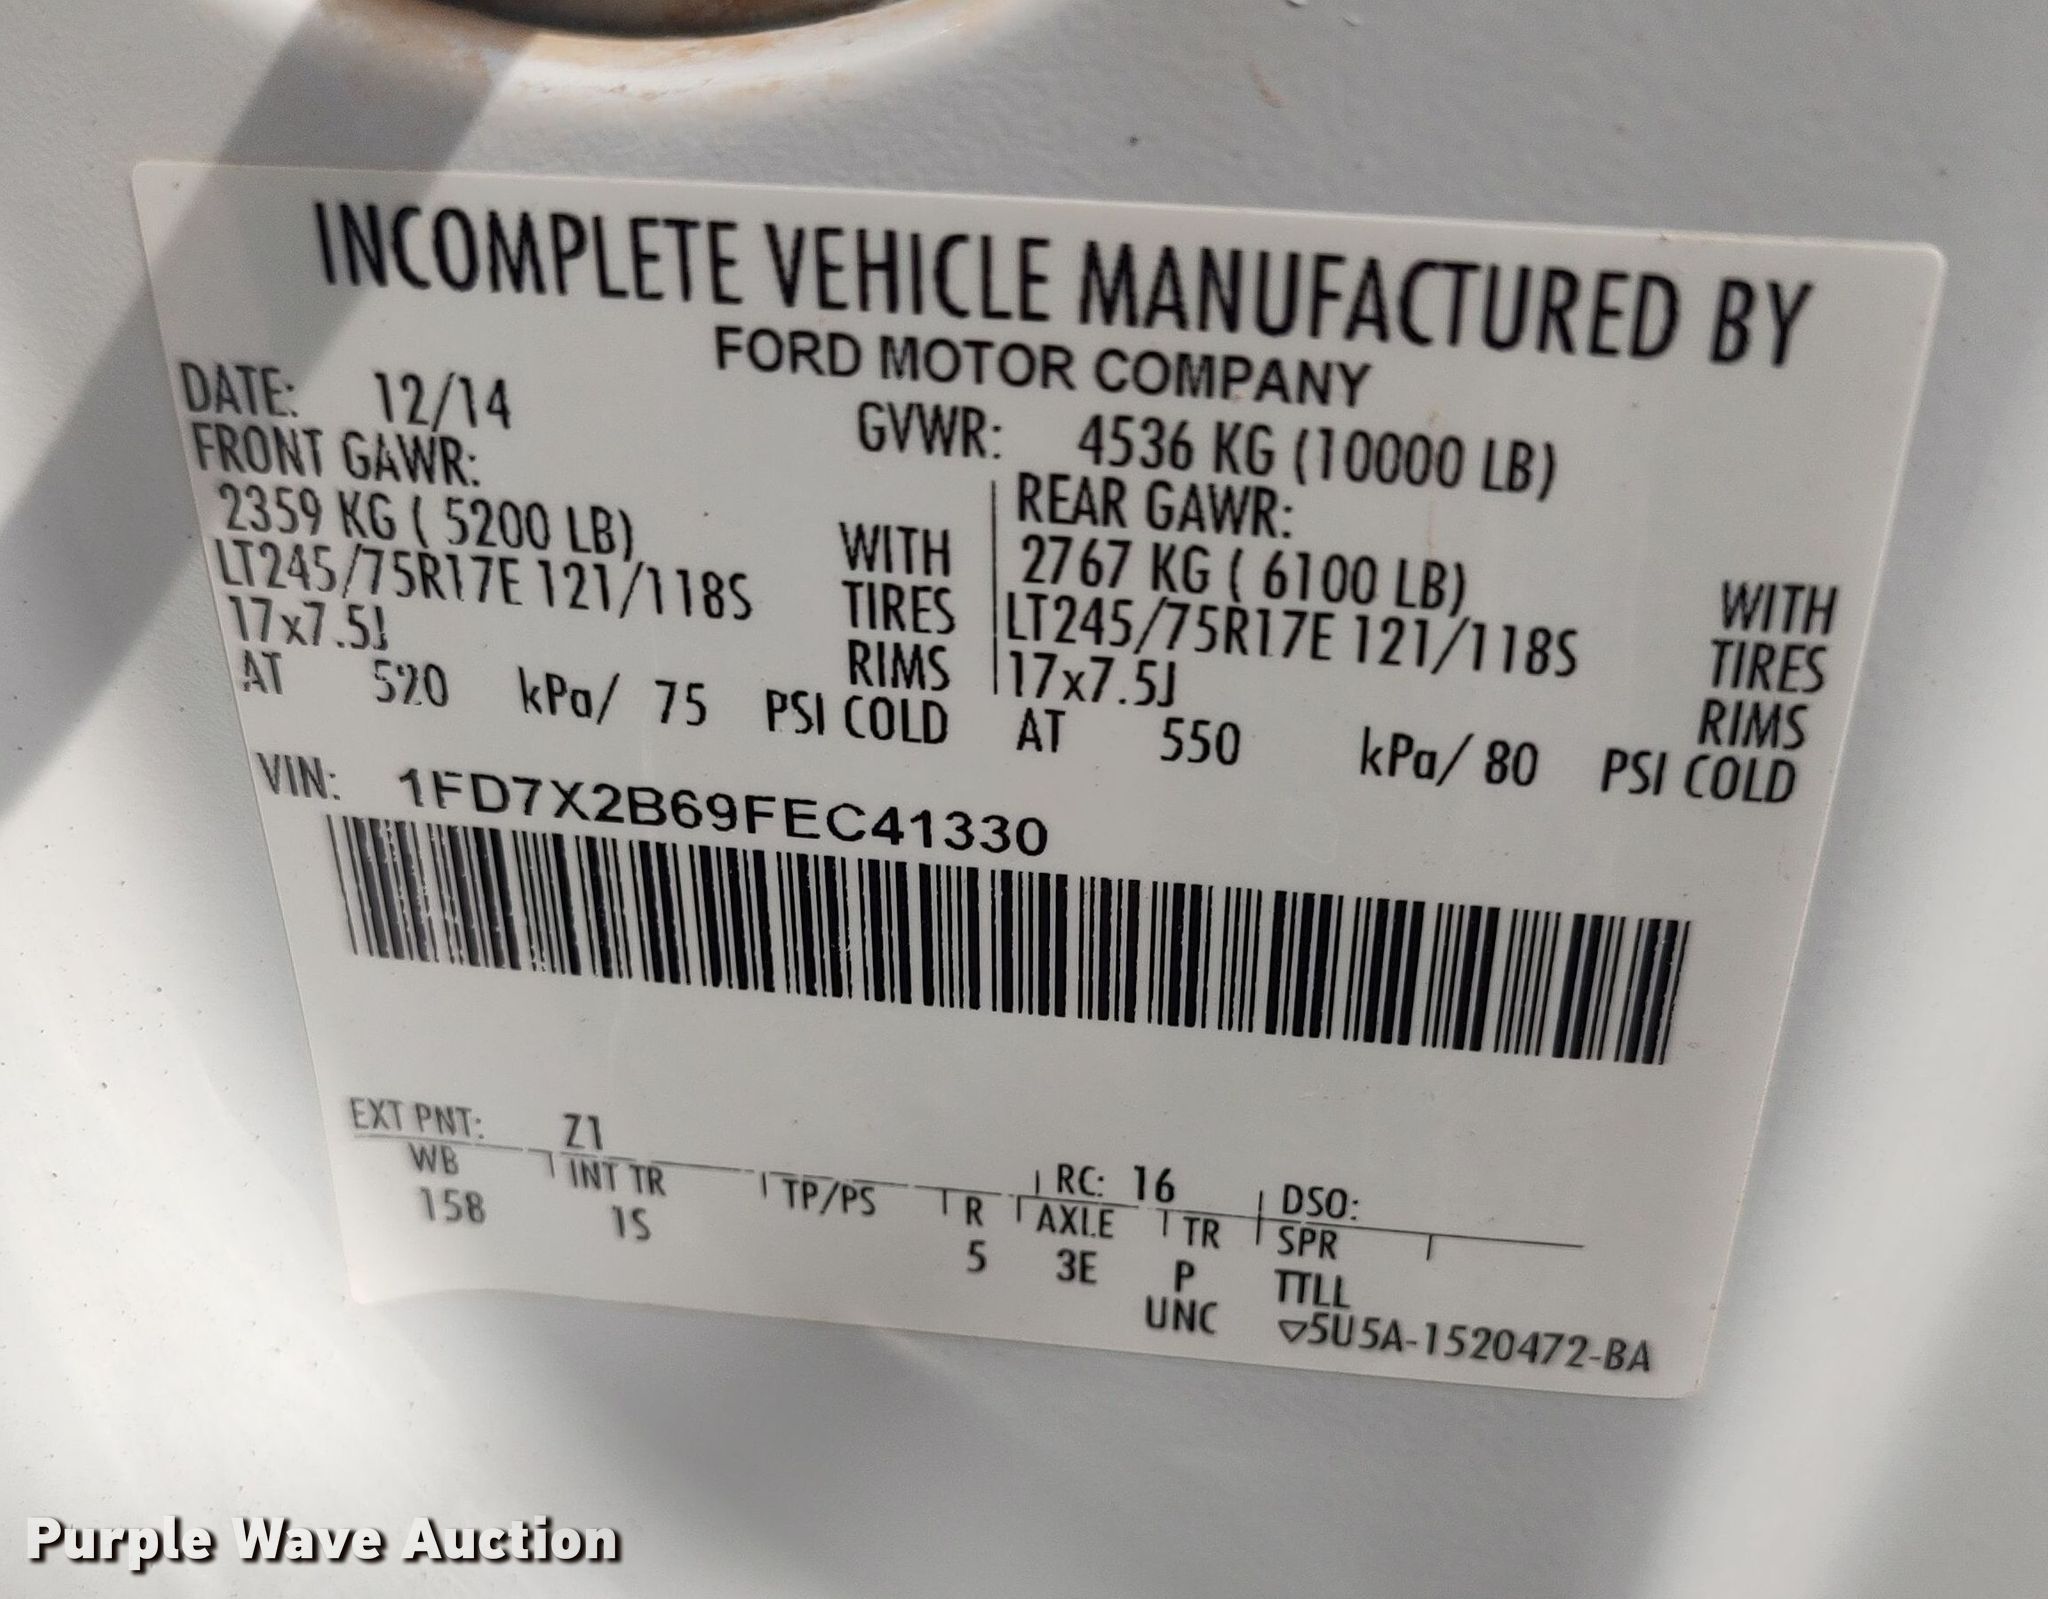 INCOMPLETE VEHICLE MANUFACTURED BY
FORD MOTOR COMPANY
DATE: 12/14 GVWR: 4536 KG (10000 LB)
FRONT GAWR: REAR GAWR:
2359 KG ( 5200 LB) WITH 2767 KG ( 6100 LB) WITH
LT245/75R17E 121/118S TIRES LT245/75R17E 121/118S TIRES
17x7.5J RIMS 17x7.5J RIMS
AT 520 kPa/ 75 PSI COLD AT 550 kPa/ 80 PSI COLD
VIN: 1FD7X2B69FEC41330
EXT PNT: Z1 RC: 16 DSO:
WB INT TR TP/PS R AXLE TR SPR
158 1S 5 3E P TTLL
UNC ▽5U5A-1520472-BA
Purple Wave Auction